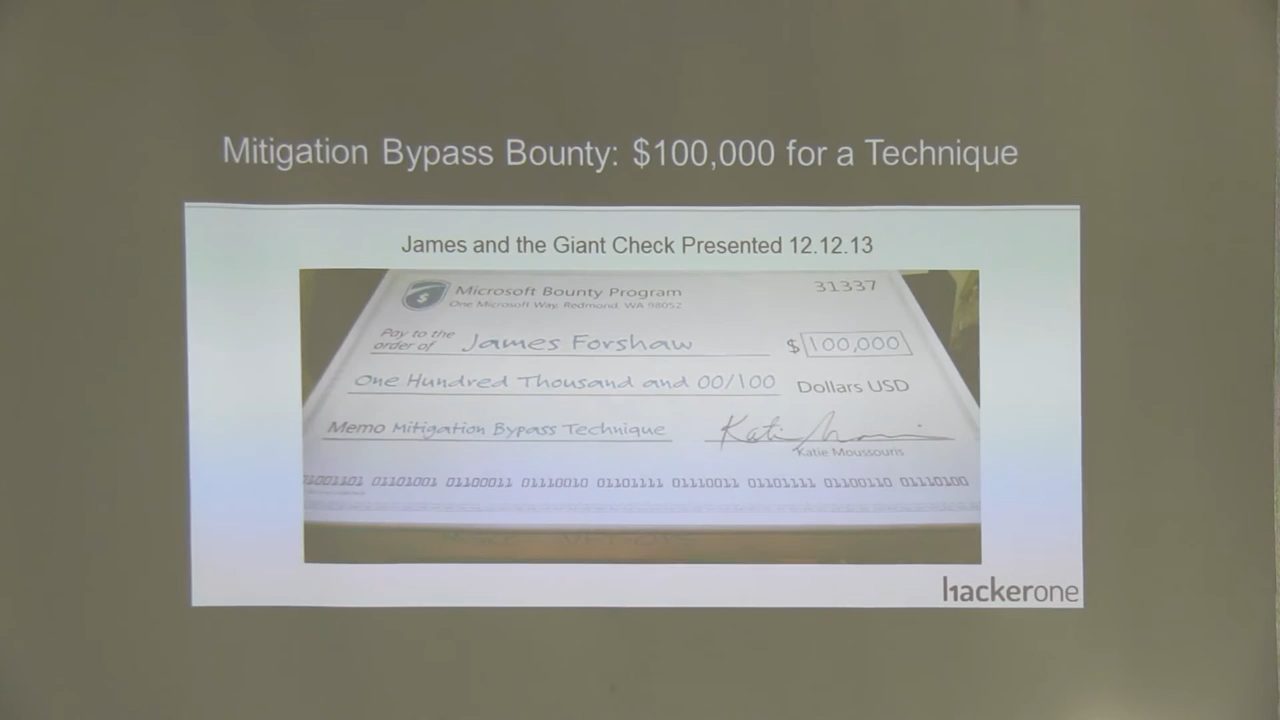 Mitigation Bypass Bounty: $100,000 for a Technique
James and the Giant Check Presented 12.12.13
Microsoft Bounty Program
31337
One Microsoft Way, Redmond, WA 98052
Pay to the order of James Forshaw $ 100,000
One Hundred Thousand and 00/100 Dollars USD
Memo Mitigation Bypass Technique
Katie Moussouris
01001101 01101001 01100011 01110010 01101111 01110011 01101111 01100110 01110100
hackerone